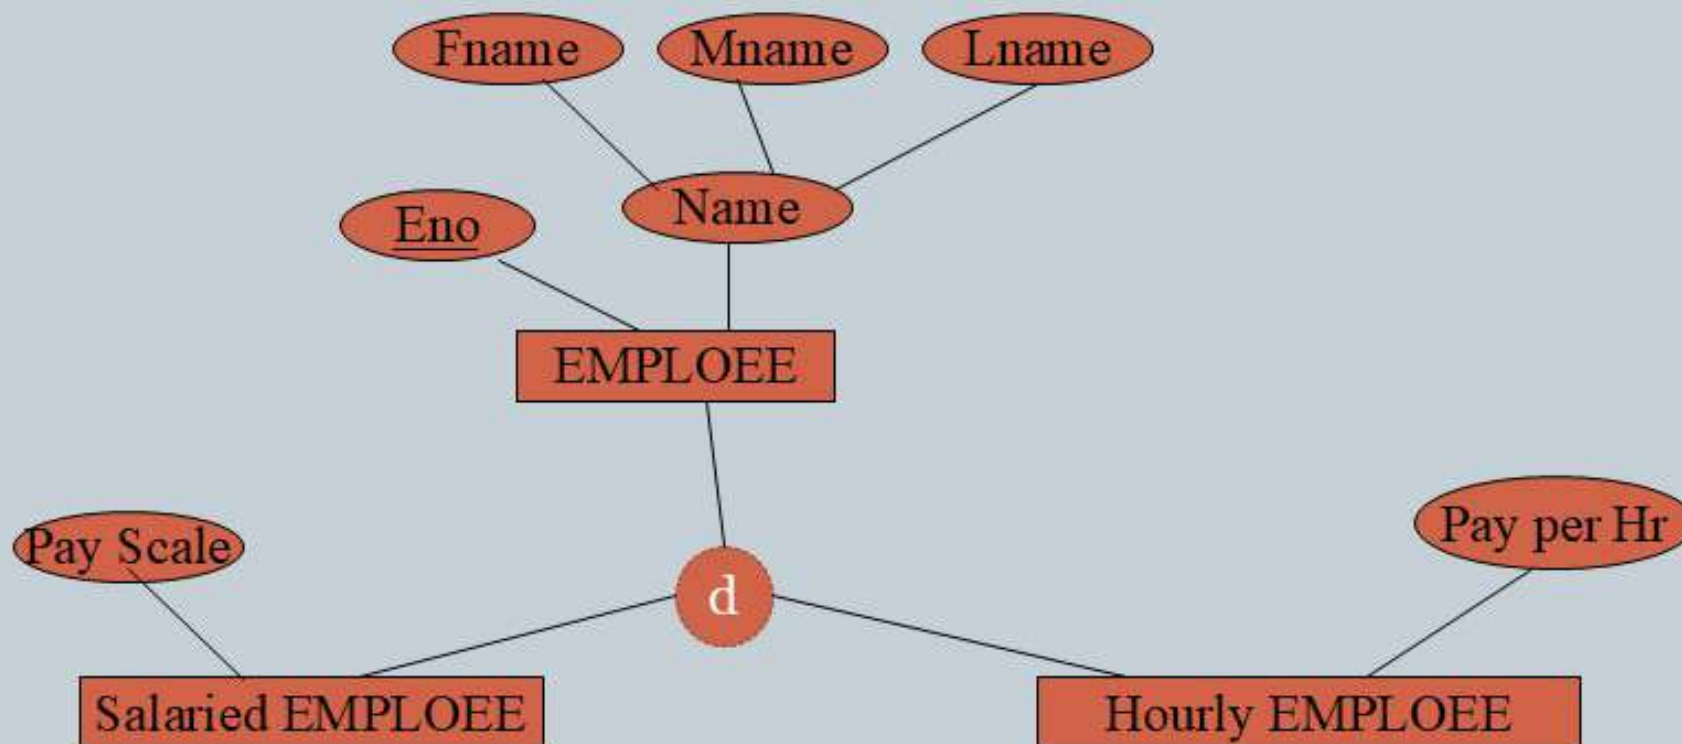 Fname
Mname
Lname
Name
Eno
EMPLOEE
Pay Scale
Pay per Hr
d
Salaried EMPLOEE
Hourly EMPLOEE